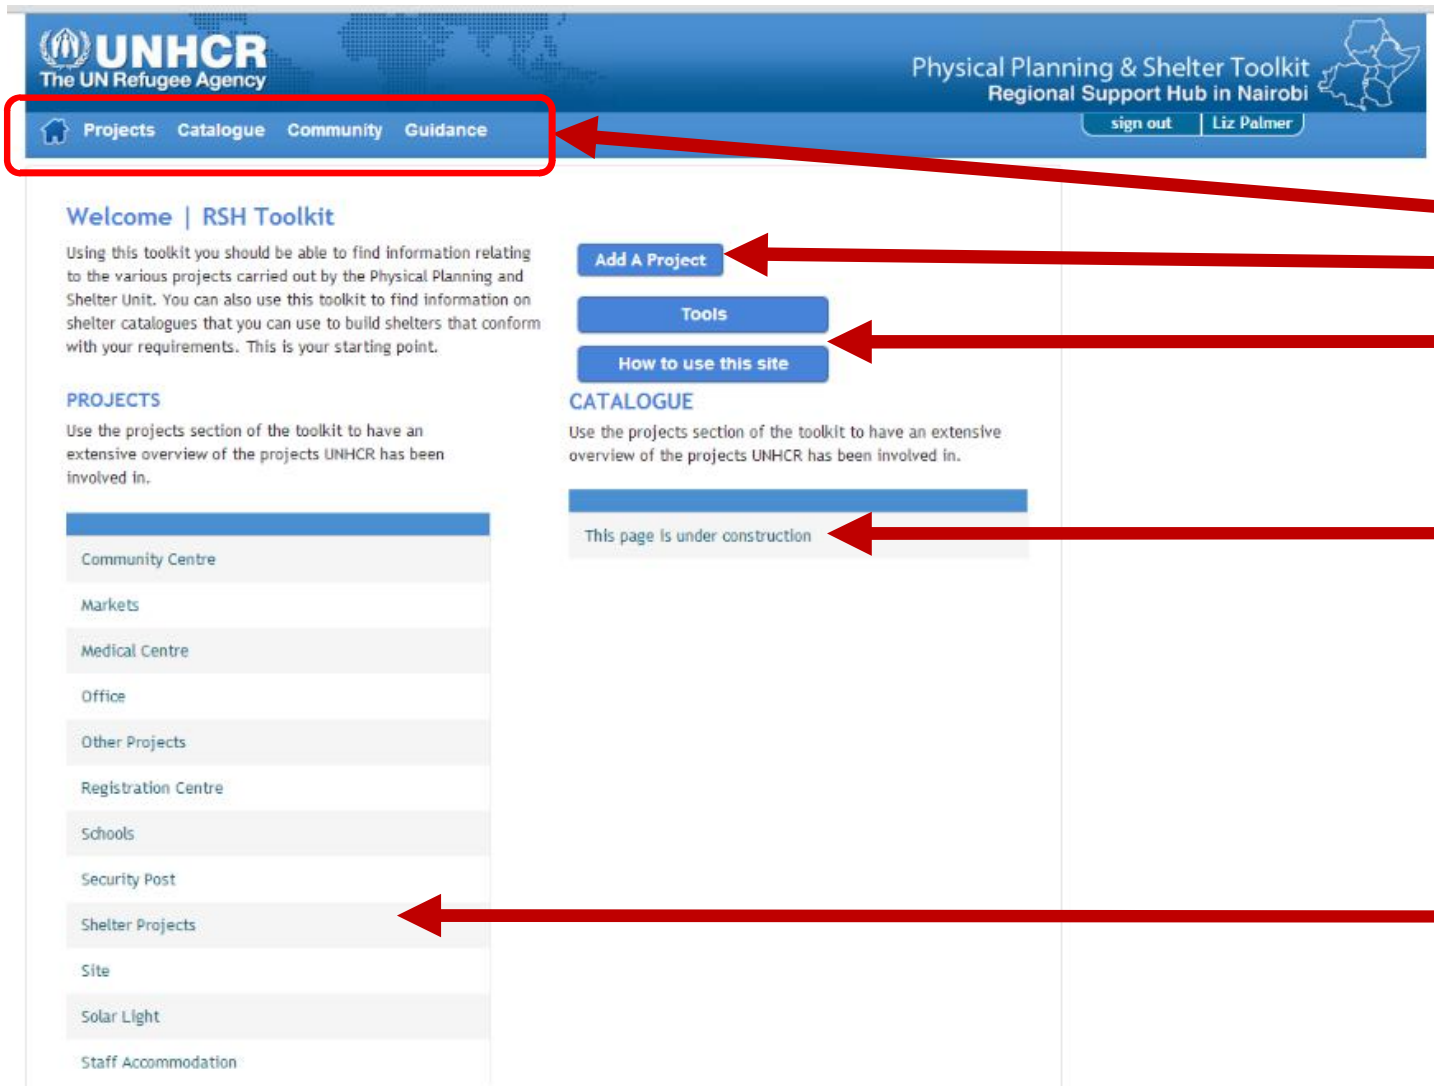 UNHCR
The UN Refugee Agency
Physical Planning & Shelter Toolkit
Regional Support Hub in Nairobi
Projects Catalogue Community Guidance
sign out | Liz Palmer
Welcome | RSH Toolkit
Using this toolkit you should be able to find information relating
to the various projects carried out by the Physical Planning and
Shelter Unit. You can also use this toolkit to find information on
shelter catalogues that you can use to build shelters that conform
with your requirements. This is your starting point.
Add A Project
Tools
How to use this site
PROJECTS
Use the projects section of the toolkit to have an
extensive overview of the projects UNHCR has been
involved in.
Community Centre
Markets
Medical Centre
Office
Other Projects
Registration Centre
Schools
Security Post
Shelter Projects
Site
Solar Light
Staff Accommodation
CATALOGUE
Use the projects section of the toolkit to have an extensive
overview of the projects UNHCR has been involved in.
This page is under construction